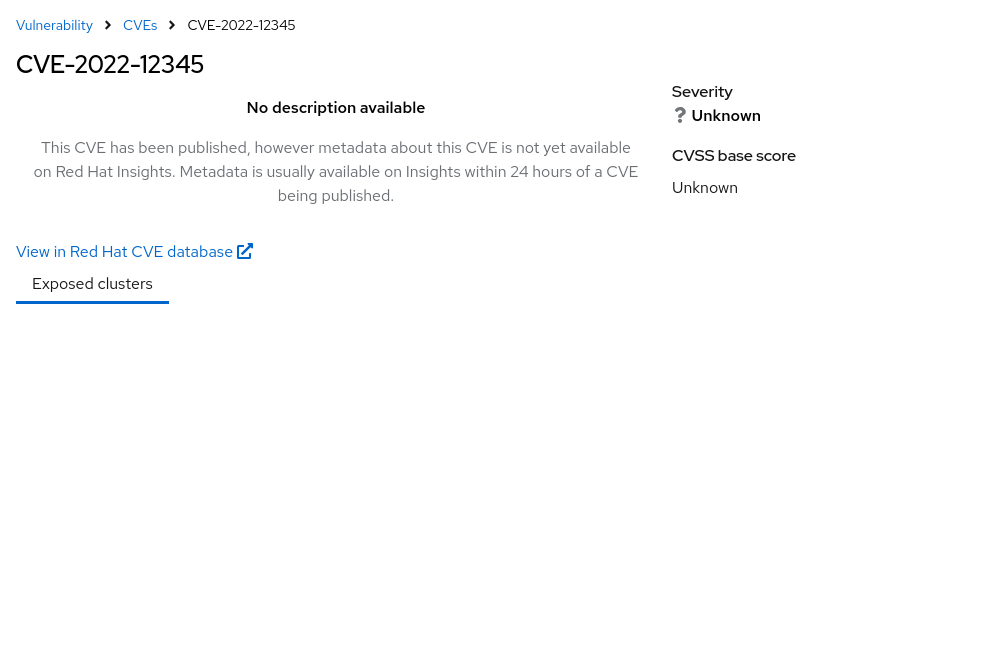 Vulnerability CVEs CVE-2022-12345
CVE-2022-12345
No description available
This CVE has been published, however metadata about this CVE is not yet available
on Red Hat Insights. Metadata is usually available on Insights within 24 hours of a CVE
being published.
Severity
Unknown
CVSS base score
Unknown
View in Red Hat CVE database
Exposed clusters